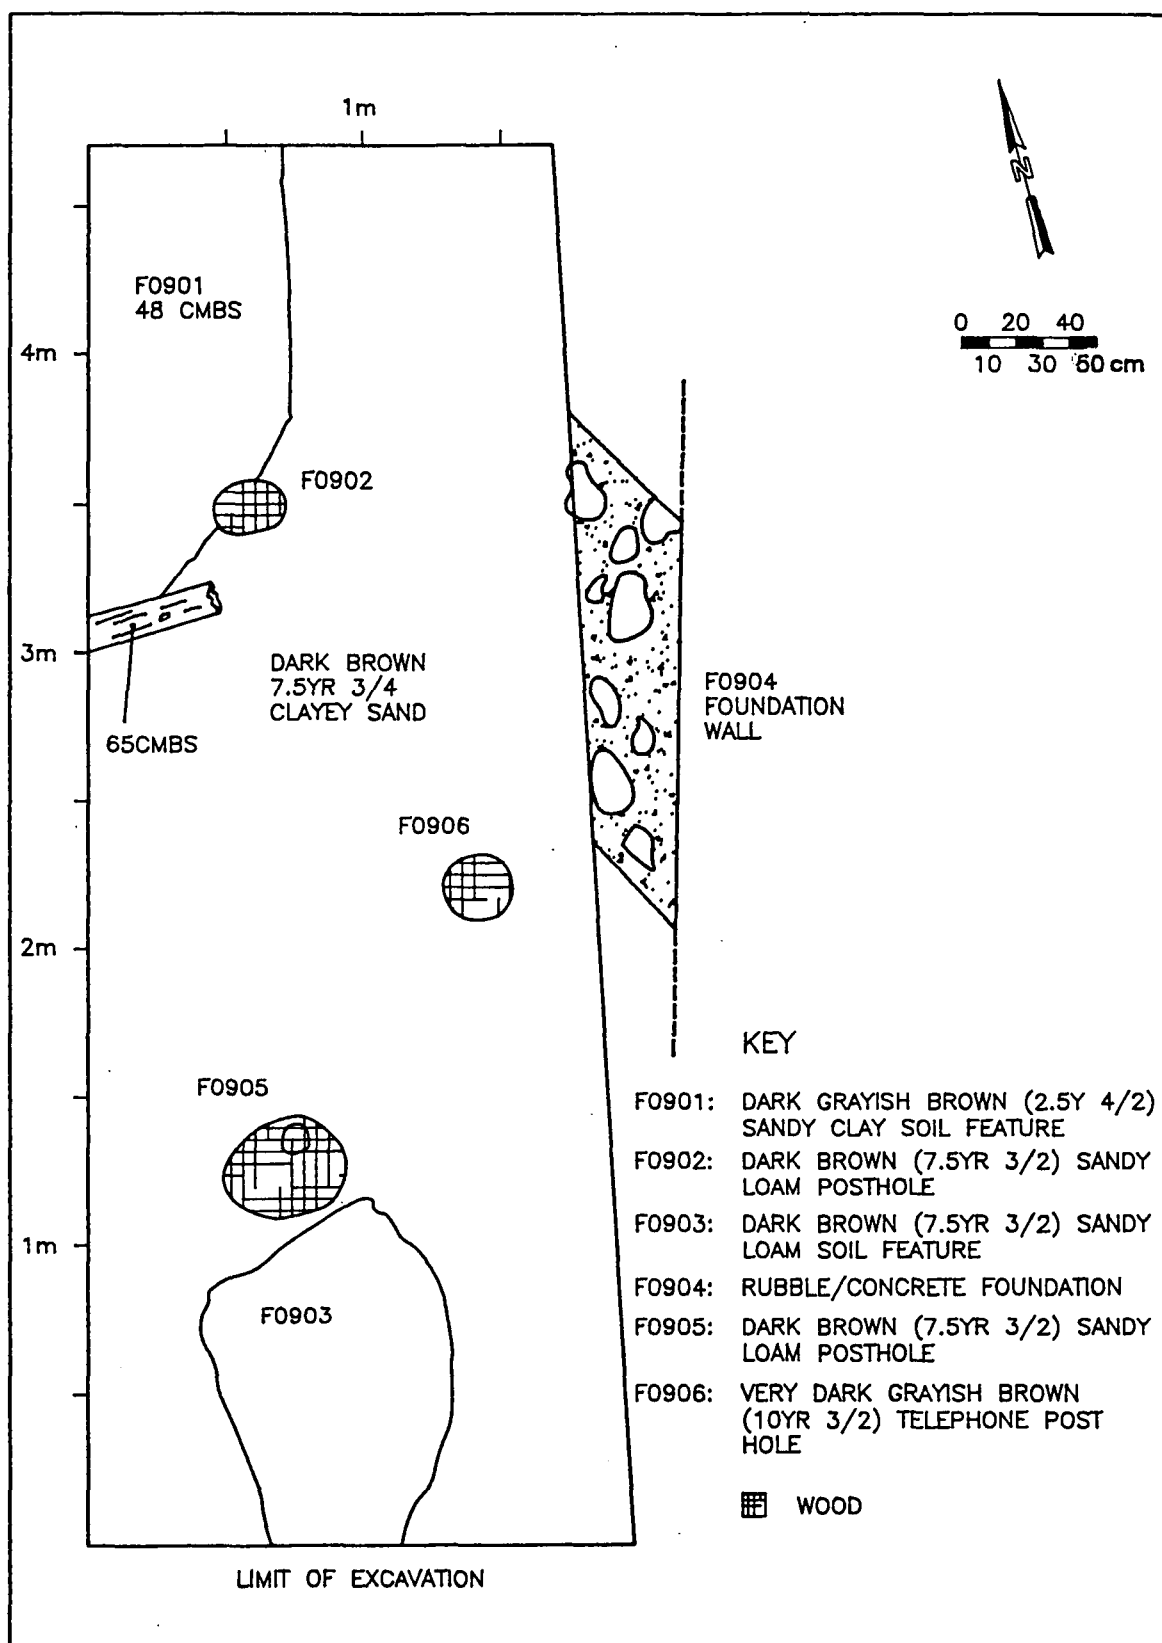 1m
N
F0901
48 CMBS
0 20 40
10 30 50 cm
4m
F0902
3m
DARK BROWN
7.5YR 3/4
CLAYEY SAND
F0904
FOUNDATION
WALL
65CMBS
F0906
2m
KEY
F0905
F0901: DARK GRAYISH BROWN (2.5Y 4/2)
SANDY CLAY SOIL FEATURE
F0902: DARK BROWN (7.5YR 3/2) SANDY
LOAM POSTHOLE
1m
F0903: DARK BROWN (7.5YR 3/2) SANDY
LOAM SOIL FEATURE
F0904: RUBBLE/CONCRETE FOUNDATION
F0903
F0905: DARK BROWN (7.5YR 3/2) SANDY
LOAM POSTHOLE
F0906: VERY DARK GRAYISH BROWN
(10YR 3/2) TELEPHONE POST
HOLE
WOOD
LIMIT OF EXCAVATION